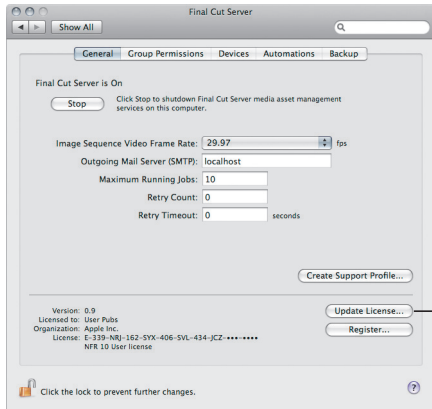 Final Cut Server
Show All
General Group Permissions Devices Automations Backup
Final Cut Server is On
Stop
Click Stop to shutdown Final Cut Server media asset management
services on this computer.
Image Sequence Video Frame Rate: 29.97 fps
Outgoing Mail Server (SMTP): localhost
Maximum Running Jobs: 10
Retry Count: 0
Retry Timeout: 0 seconds
Create Support Profile...
Version: 0.9
Licensed to: User Pubs
Organization: Apple Inc.
License: E-339-NRJ-162-SYX-406-SVL-434-JCZ-•••-••••
NFR 10 User license
Update License...
Register...
Click the lock to prevent further changes.
?